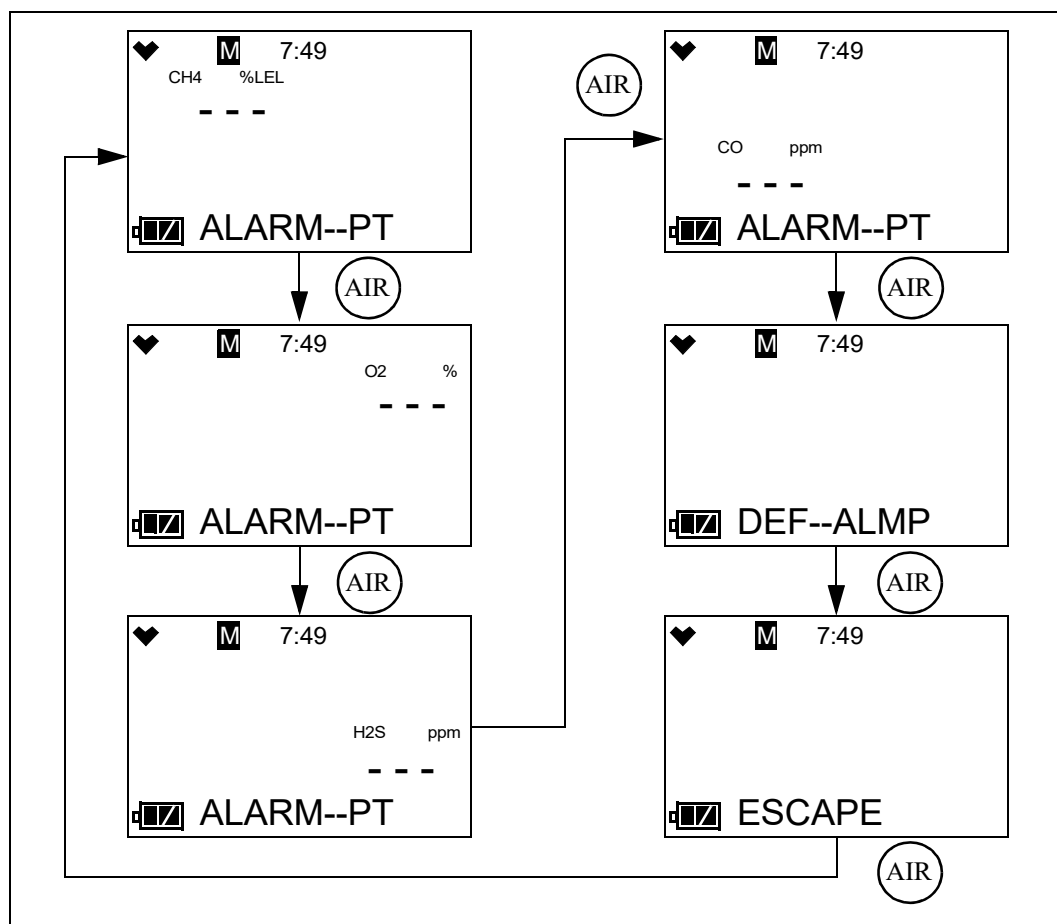 M 7:49
CH4 %LEL
- - -
ALARM--PT
AIR
M 7:49
O2 %
- - -
ALARM--PT
AIR
M 7:49
H2S ppm
- - -
ALARM--PT
AIR
M 7:49
CO ppm
- - -
ALARM--PT
AIR
M 7:49
DEF--ALMP
AIR
M 7:49
ESCAPE
AIR